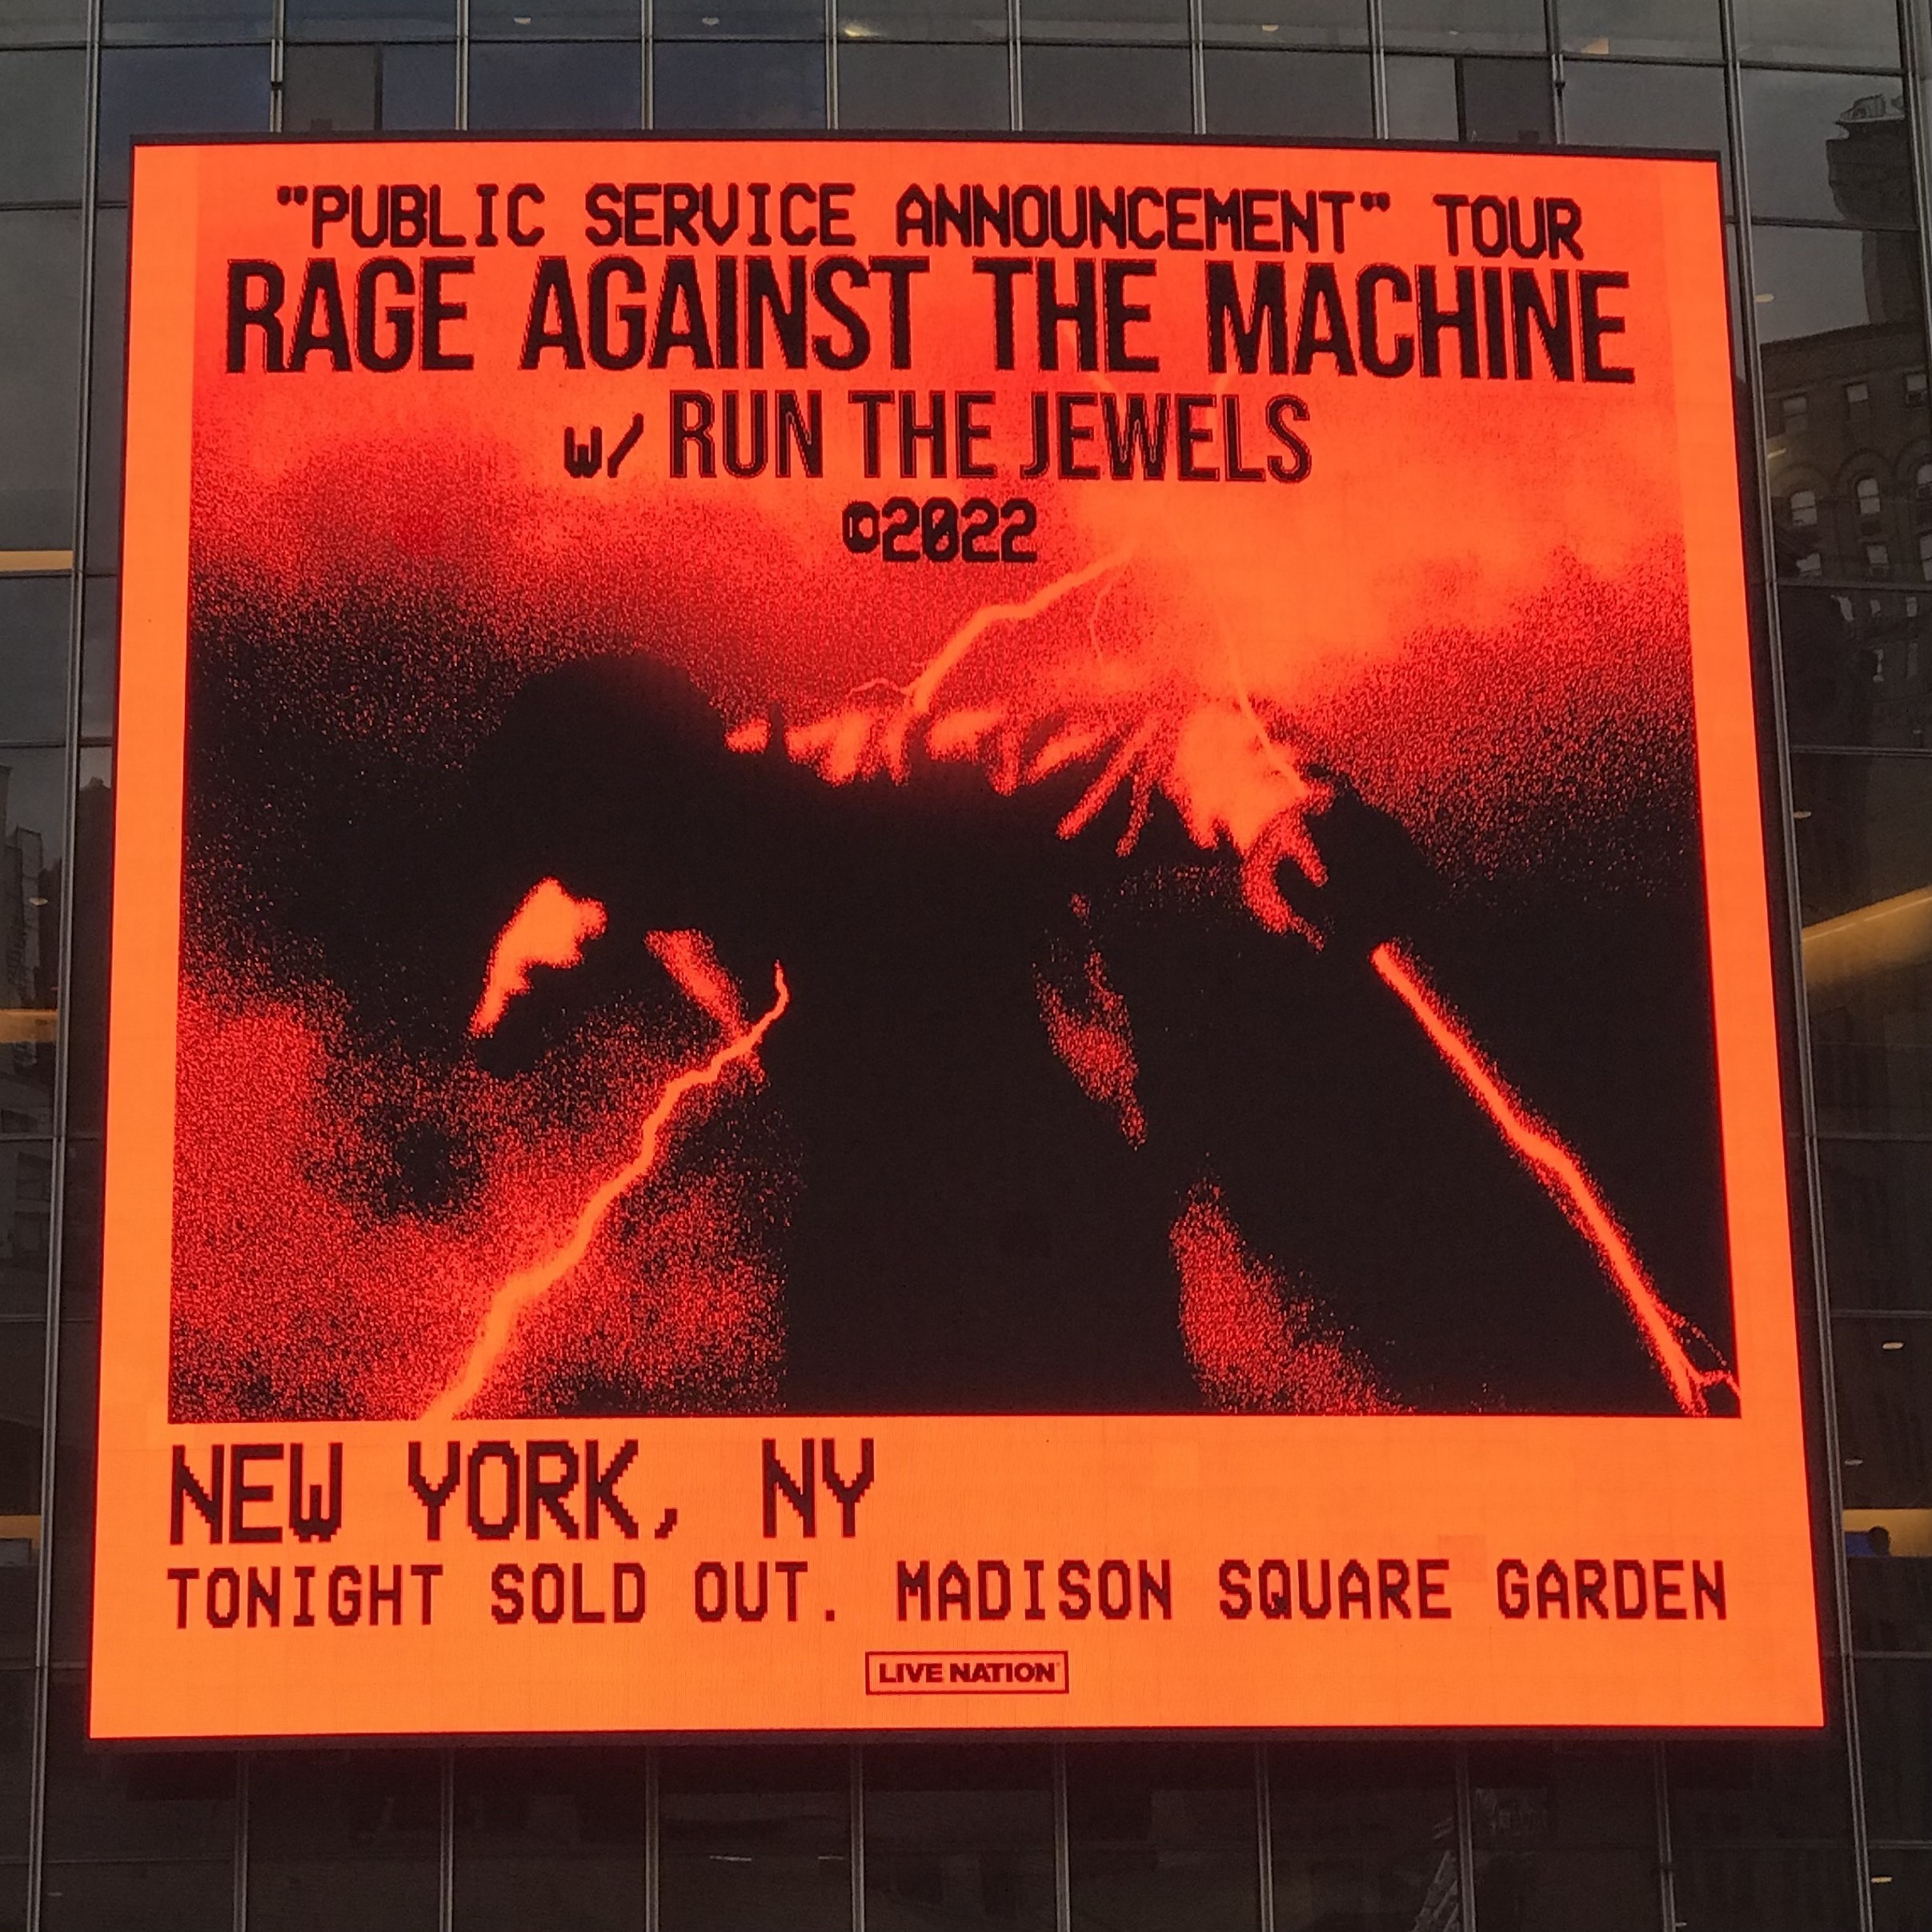 "PUBLIC SERVICE ANNOUNCEMENT" TOUR
RAGE AGAINST THE MACHINE
w/ RUN THE JEWELS
©2022
NEW YORK, NY
TONIGHT SOLD OUT. MADISON SQUARE GARDEN
LIVE NATION